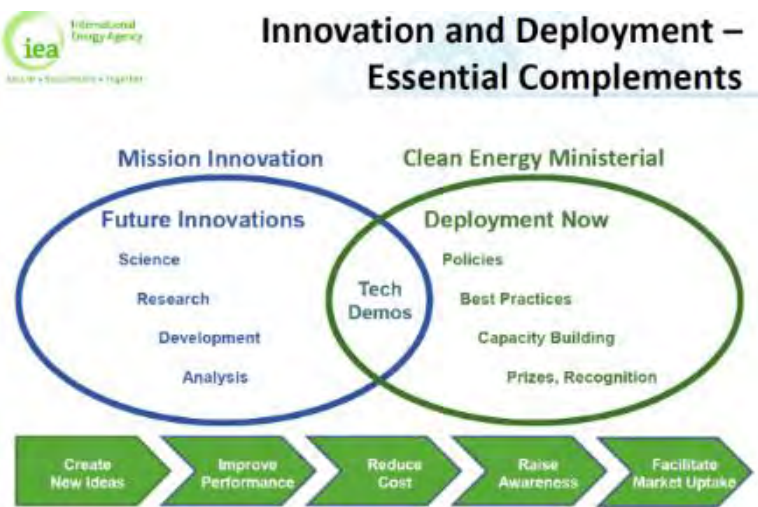 iea
International
Energy Agency
Innovation and Deployment –
Essential Complements
Mission Innovation
Clean Energy Ministerial
Future Innovations
Science
Research
Development
Analysis
Tech
Demos
Deployment Now
Policies
Best Practices
Capacity Building
Prizes, Recognition
Create
New Ideas
Improve
Performance
Reduce
Cost
Raise
Awareness
Facilitate
Market Uptake